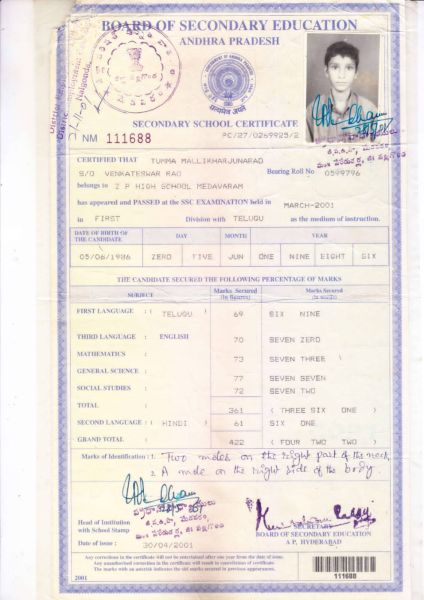 BOARD OF SECONDARY EDUCATION
ANDHRA PRADESH
SECONDARY SCHOOL CERTIFICATE
NM 111688
PC/27/0269925/2
CERTIFIED THAT TUMMA MALLIKHARJUNARAO
S/O VENKATESWAR RAO Bearing Roll No 0599796
belongs to Z P HIGH SCHOOL MEDAVARAM
has appeared and PASSED at the SSC EXAMINATION held in MARCH-2001
in FIRST Division with TELUGU as the medium of instruction.
DATE OF BIRTH OF THE CANDIDATE DAY MONTH YEAR
05/06/1986 ZERO FIVE JUN ONE NINE EIGHT SIX
THE CANDIDATE SECURED THE FOLLOWING PERCENTAGE OF MARKS
SUBJECT Marks Secured (In Figures) Marks Secured (In words)
FIRST LANGUAGE : ( TELUGU ) 69 SIX NINE
THIRD LANGUAGE : ENGLISH 70 SEVEN ZERO
MATHEMATICS : 73 SEVEN THREE
GENERAL SCIENCE : 77 SEVEN SEVEN
SOCIAL STUDIES : 72 SEVEN TWO
TOTAL 361 ( THREE SIX ONE )
SECOND LANGUAGE : ( HINDI ) 61 SIX ONE
GRAND TOTAL 422 ( FOUR TWO TWO )
Marks of Identification : 1. Two moles on the right part of the neck
2. A mole on the right side of the body
Head of Institution
with School Stamp
SECRETARY
BOARD OF SECONDARY EDUCATION
A P, HYDERABAD
Date of issue : 30/04/2001
Any corrections in the certificate will not be entertained after one year from the date of issue.
Any unauthorised correction in the certificate will result in cancellation of certificate.
The marks with an asterisk indicates the old marks secured in previous appearances.
2001
111688